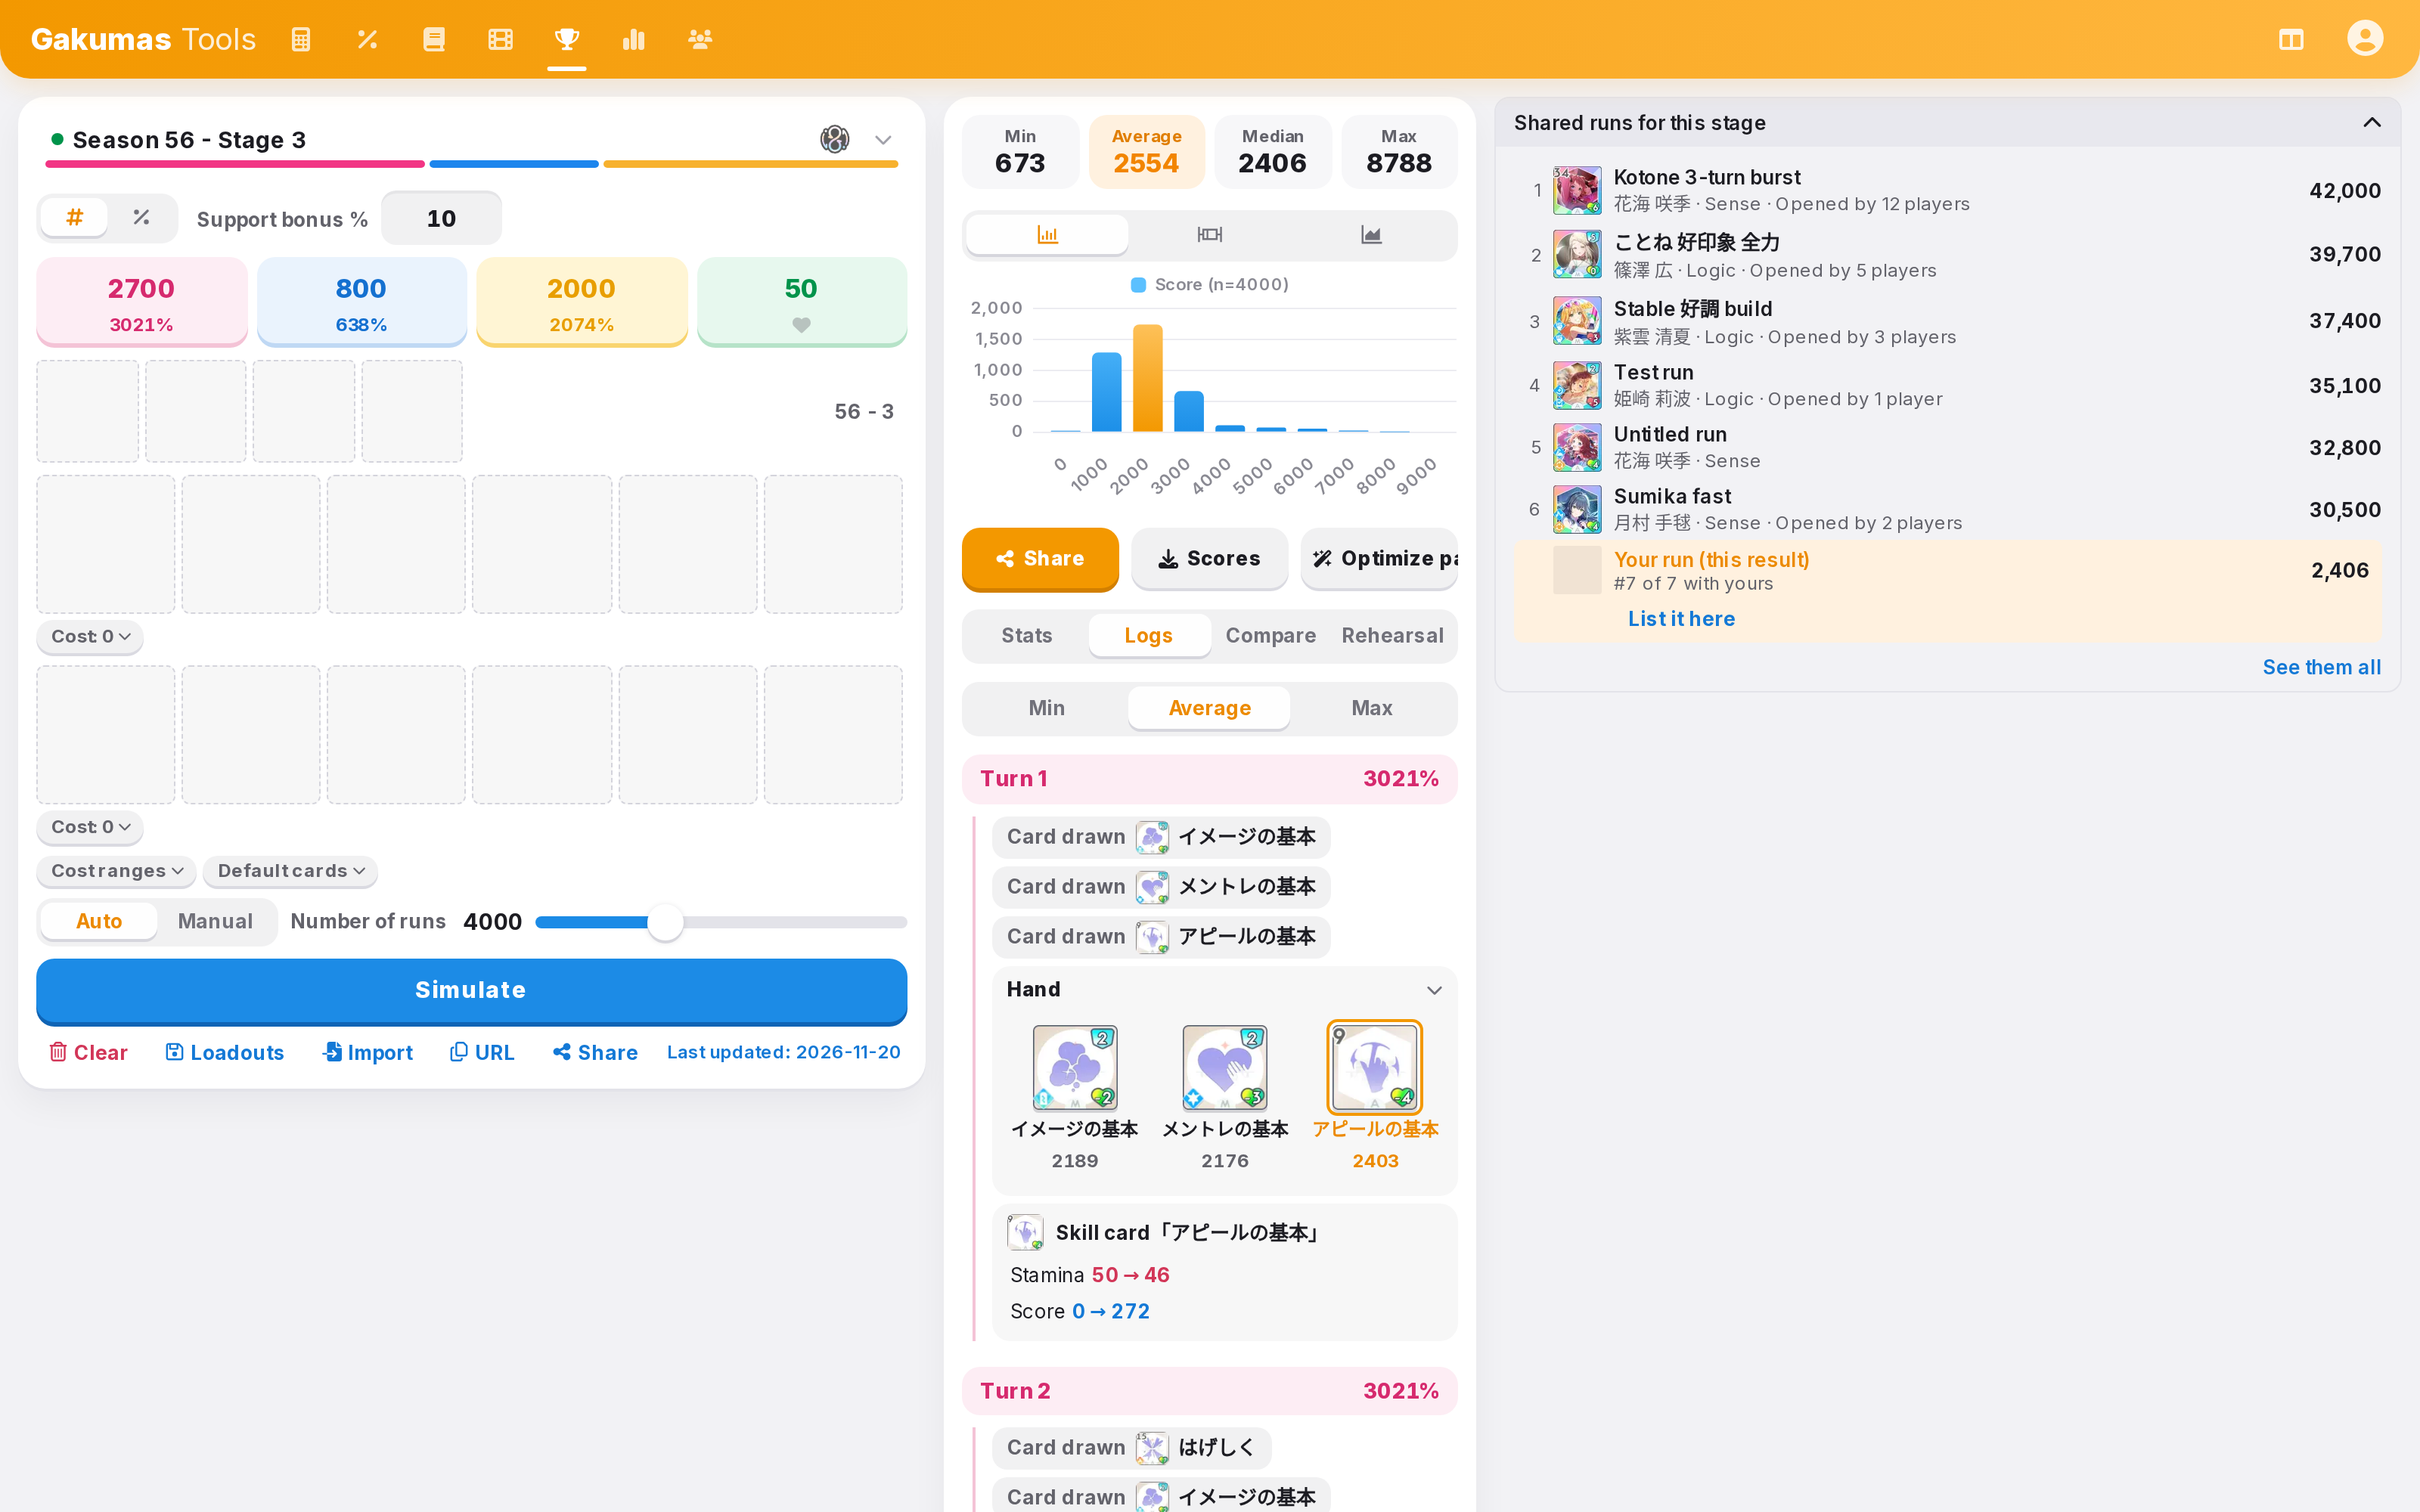 Gakumas Tools
Season 56 - Stage 3
Support bonus % 10
2700 800 2000 50
3021% 638% 2074%
56 - 3
Cost: 0
Cost: 0
Cost ranges Default cards
Auto Manual Number of runs 4000
Simulate
Clear Loadouts Import URL Share Last updated: 2026-11-20
Min Average Median Max
673 2554 2406 8788
Score (n=4000)
2,000
1,500
1,000
500
0
0 1000 2000 3000 4000 5000 6000 7000 8000 9000
Share Scores Optimize pa
Stats Logs Compare Rehearsal
Min Average Max
Turn 1 3021%
Card drawn イメージの基本
Card drawn メントレの基本
Card drawn アピールの基本
Hand
2 2 9
-2 -3 -4
M M A
イメージの基本 メントレの基本 アピールの基本
2189 2176 2403
Skill card「アピールの基本」
Stamina 50 → 46
Score 0 → 272
Turn 2 3021%
Card drawn はげしく
Card drawn イメージの基本
Shared runs for this stage
1 Kotone 3-turn burst 42,000
花海 咲季 · Sense · Opened by 12 players
2 ことね 好印象 全力 39,700
篠澤 広 · Logic · Opened by 5 players
3 Stable 好調 build 37,400
紫雲 清夏 · Logic · Opened by 3 players
4 Test run 35,100
姫崎 莉波 · Logic · Opened by 1 player
5 Untitled run 32,800
花海 咲季 · Sense
6 Sumika fast 30,500
月村 手毬 · Sense · Opened by 2 players
Your run (this result) 2,406
#7 of 7 with yours
List it here
See them all